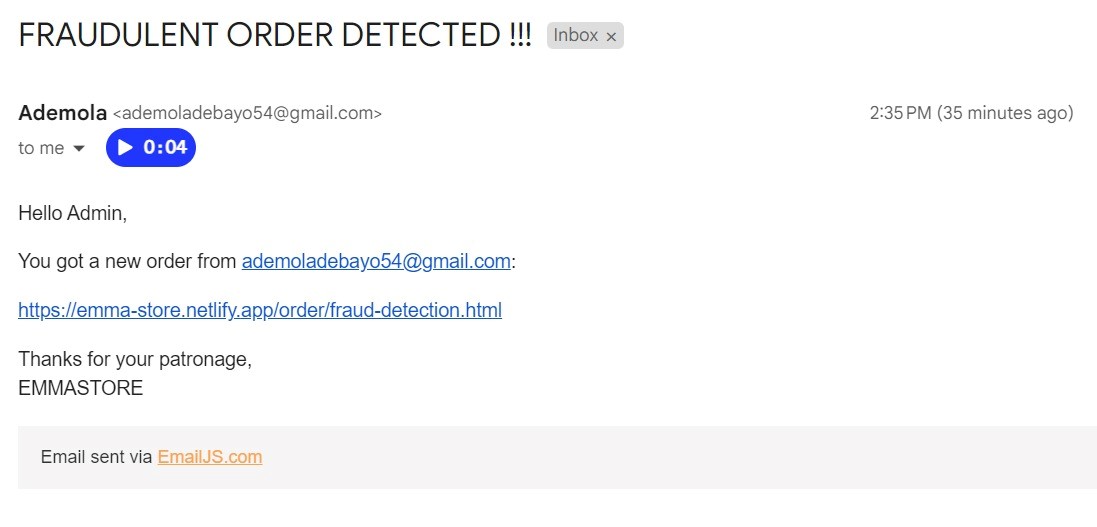 FRAUDULENT ORDER DETECTED !!! Inbox ×
Ademola <ademoladebayo54@gmail.com> 2:35 PM (35 minutes ago)
to me 0:04
Hello Admin,
You got a new order from ademoladebayo54@gmail.com:
https://emma-store.netlify.app/order/fraud-detection.html
Thanks for your patronage,
EMMASTORE
Email sent via EmailJS.com